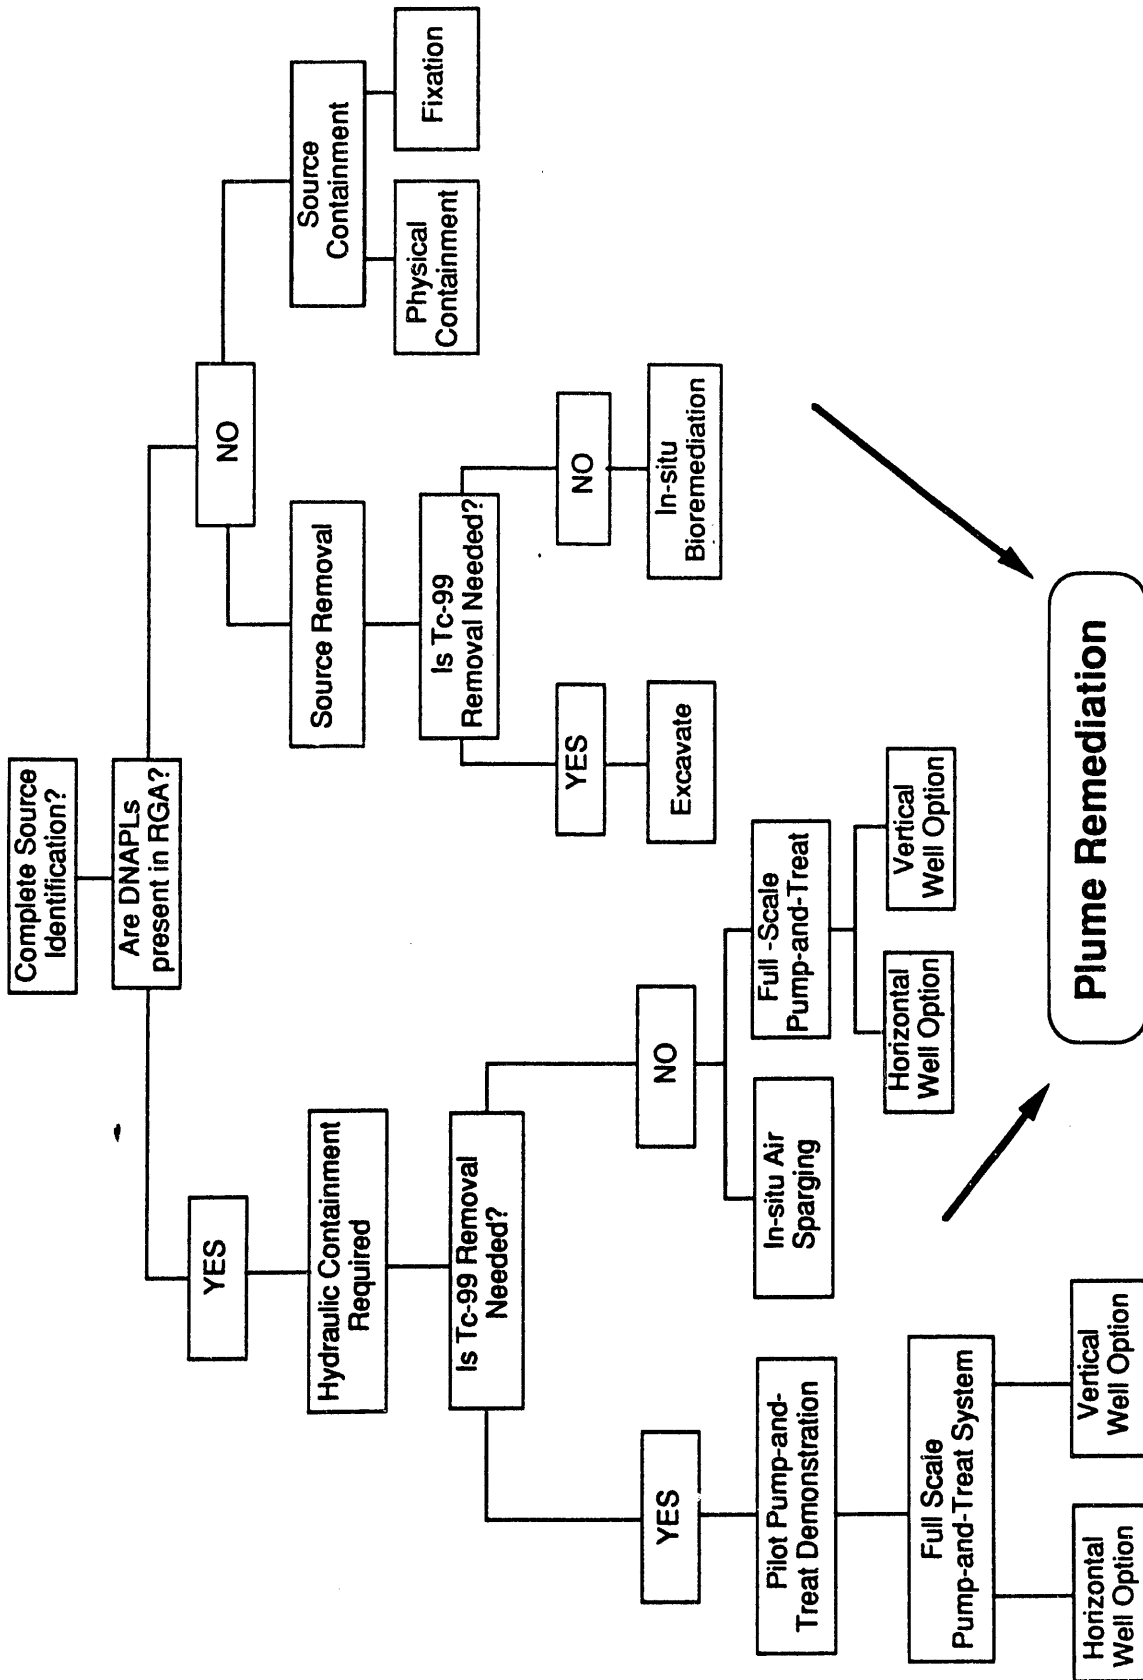 Complete Source
Identification?
Are DNAPLs
present in RGA?
YES
Hydraulic Containment
Required
Is Tc-99 Removal
Needed?
YES
Pilot Pump-and-
Treat Demonstration
Full Scale
Pump-and-Treat System
Horizontal
Well Option
Vertical
Well Option
NO
In-situ Air
Sparging
Full -Scale
Pump-and-Treat
Horizontal
Well Option
Vertical
Well Option
NO
Source Removal
Is Tc-99
Removal Needed?
YES
Excavate
NO
In-situ
Bioremediation
Source
Containment
Physical
Containment
Fixation
Plume Remediation